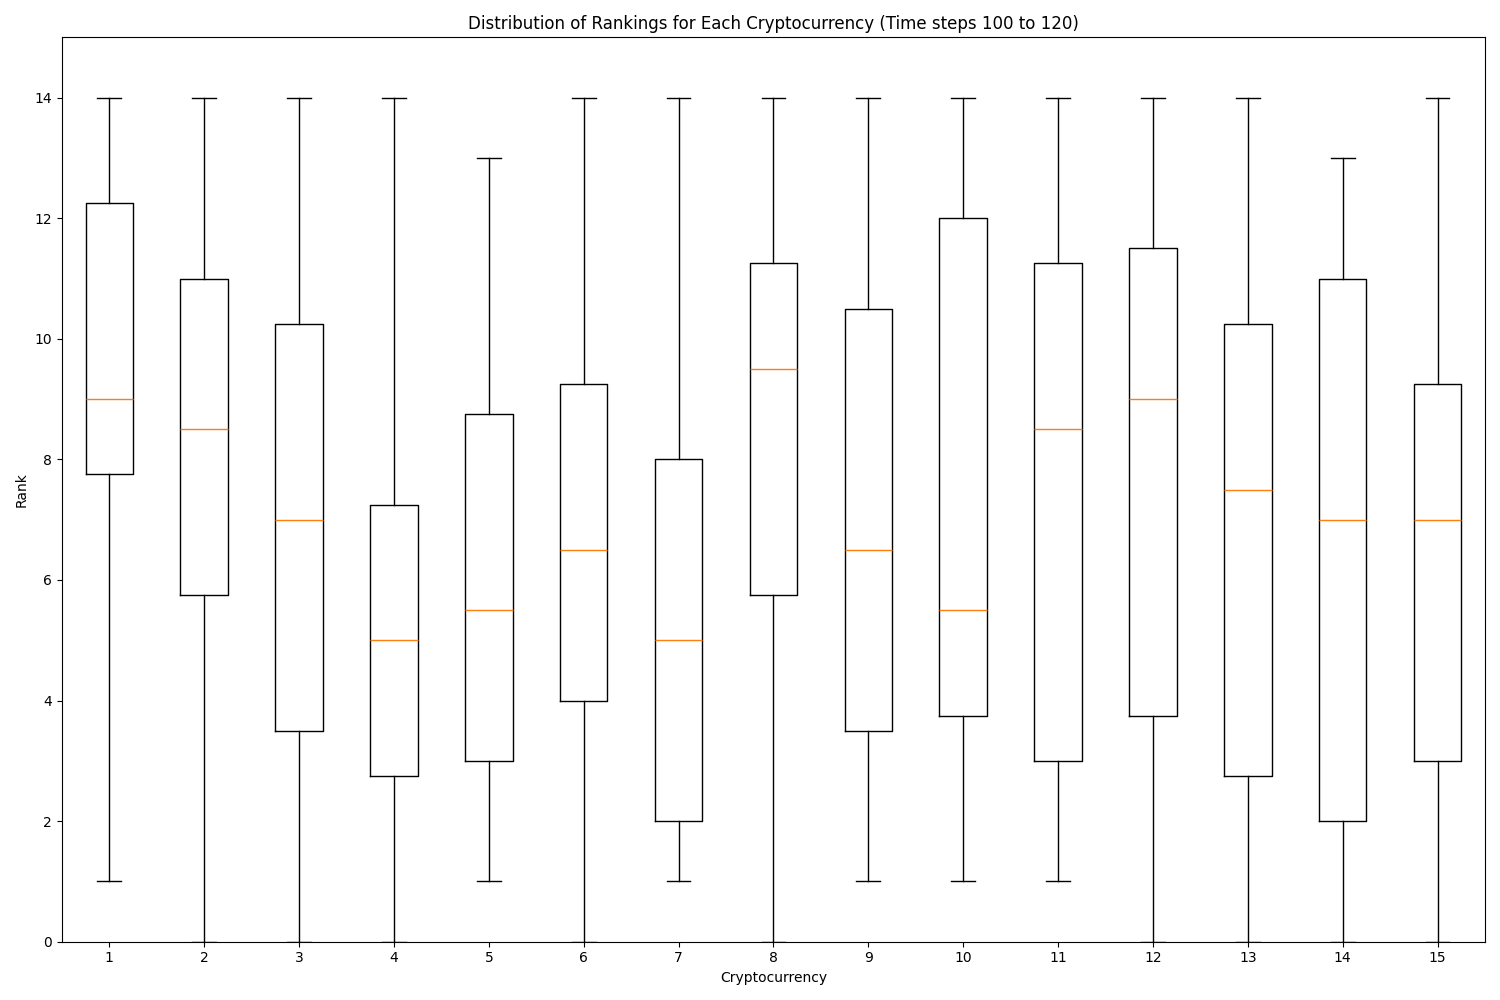 Distribution of Rankings for Each Cryptocurrency (Time steps 100 to 120)
14
12
10
8
6
4
2
0
Rank
1 2 3 4 5 6 7 8 9 10 11 12 13 14 15
Cryptocurrency